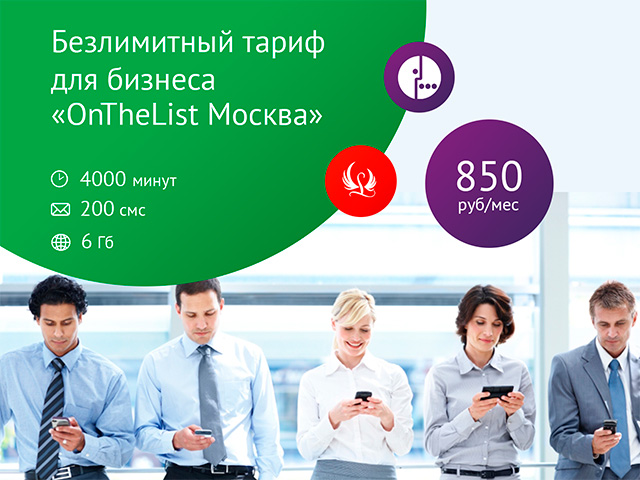 Безлимитный тариф
для бизнеса
«OnTheList Москва»
4000 минут
200 смс
6 Гб
850
руб/мес